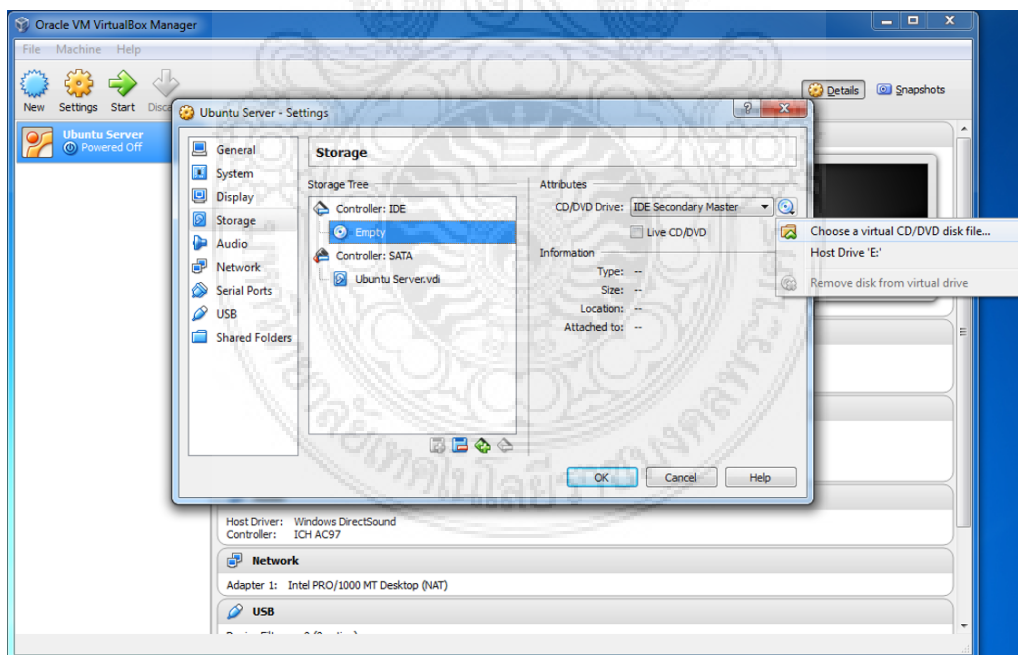 Oracle VM VirtualBox Manager
File Machine Help
New Settings Start Disca
Details Snapshots
Ubuntu Server
Powered Off
Ubuntu Server - Settings
General
System
Display
Storage
Audio
Network
Serial Ports
USB
Shared Folders
Storage
Storage Tree
Controller: IDE
Empty
Controller: SATA
Ubuntu Server.vdi
Attributes
CD/DVD Drive: IDE Secondary Master
Live CD/DVD
Information
Type: --
Size: --
Location: --
Attached to: --
Choose a virtual CD/DVD disk file...
Host Drive 'E:'
Remove disk from virtual drive
OK Cancel Help
Host Driver: Windows DirectSound
Controller: ICH AC97
Network
Adapter 1: Intel PRO/1000 MT Desktop (NAT)
USB